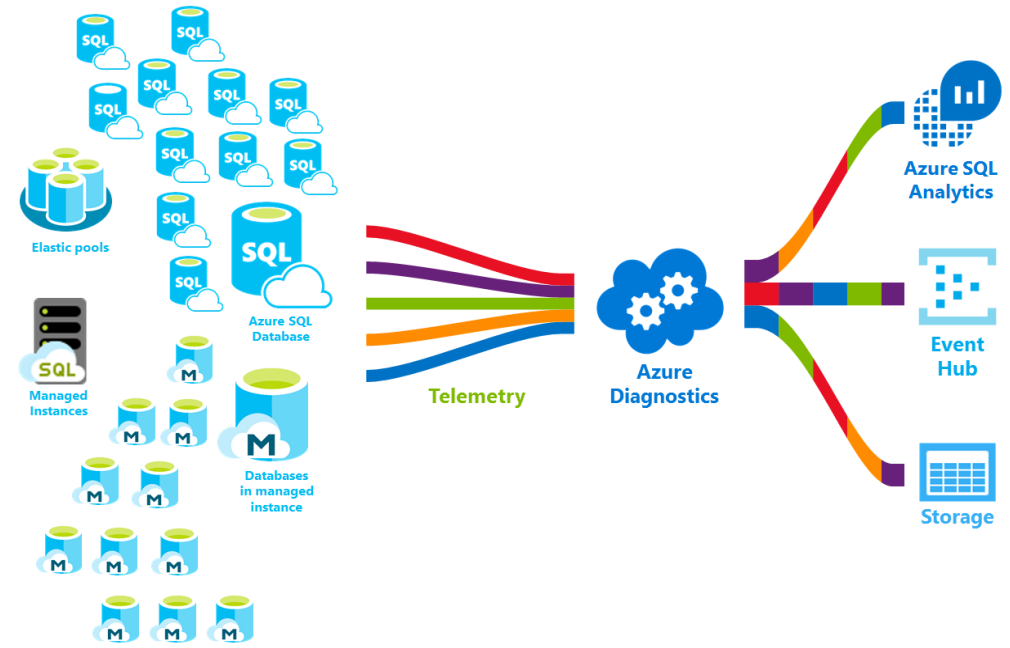 SQL
SQL
SQL
SQL
SQL
SQL
SQL
SQL
SQL
SQL
SQL
SQL
Elastic pools
Azure SQL
Database
SQL
Managed
Instances
M
M
M
M
Databases
in managed
instance
M
M
M
M
M
M
M
M
Telemetry
Azure
Diagnostics
Azure SQL
Analytics
Event
Hub
Storage